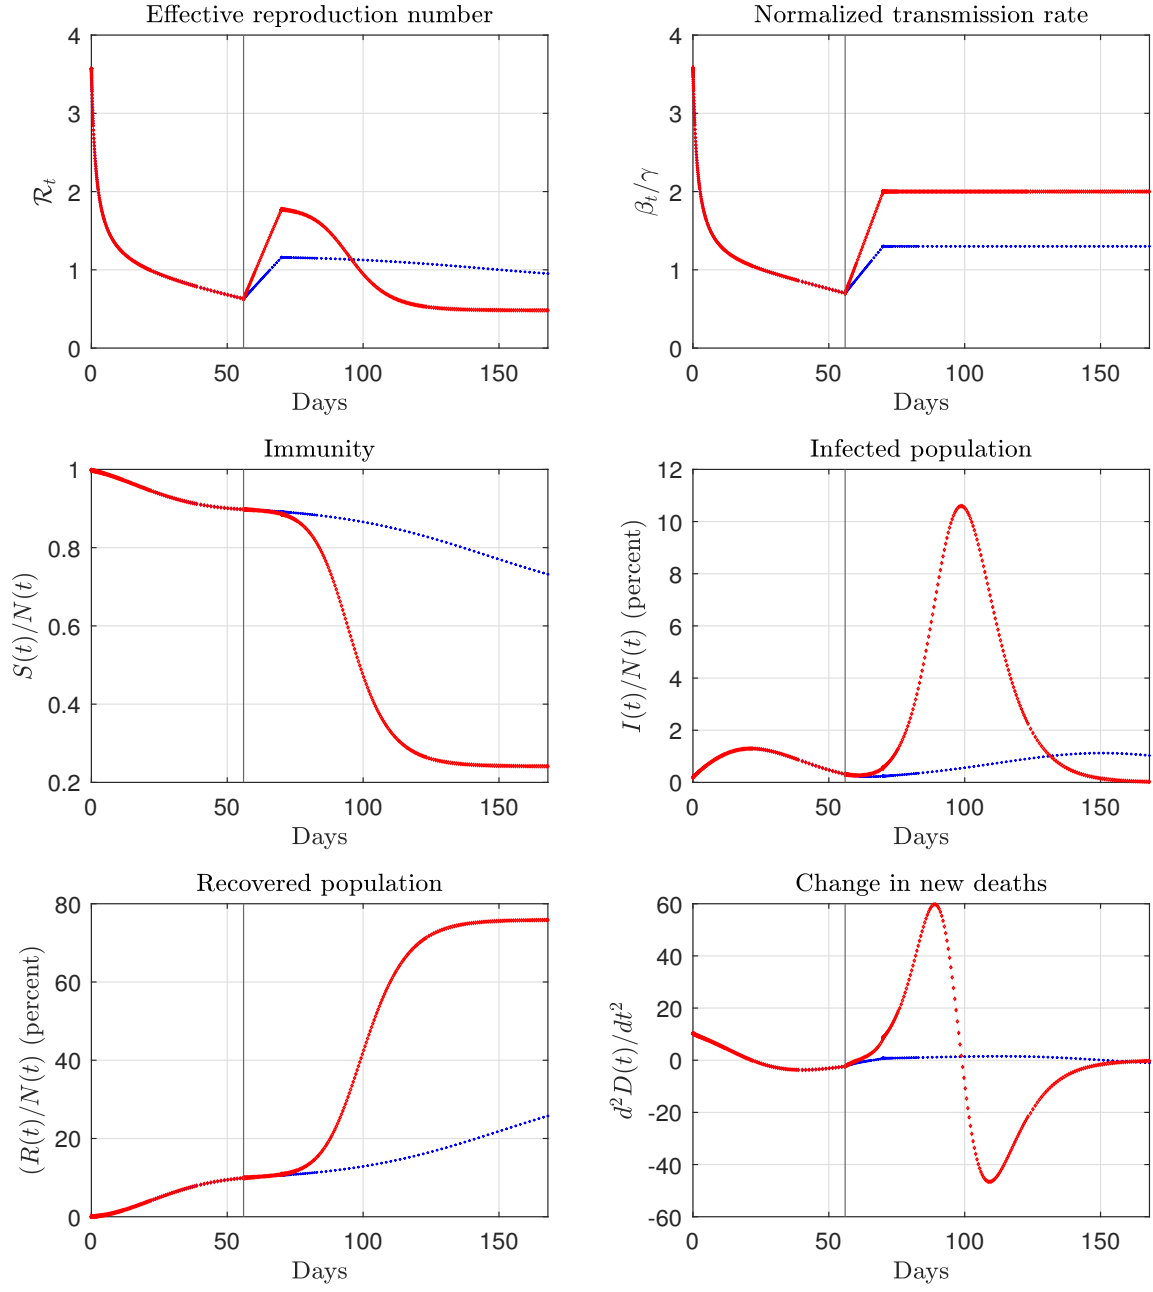 Effective reproduction number
4
3
2
1
0
R_t
0 50 100 150
Days
Normalized transmission rate
4
3
2
1
0
β_t/γ
0 50 100 150
Days
Immunity
1
0.8
0.6
0.4
0.2
S(t)/N(t)
0 50 100 150
Days
Infected population
12
10
8
6
4
2
0
I(t)/N(t) (percent)
0 50 100 150
Days
Recovered population
80
60
40
20
0
(R(t)/N(t) (percent)
0 50 100 150
Days
Change in new deaths
60
40
20
0
-20
-40
-60
d²D(t)/dt²
0 50 100 150
Days